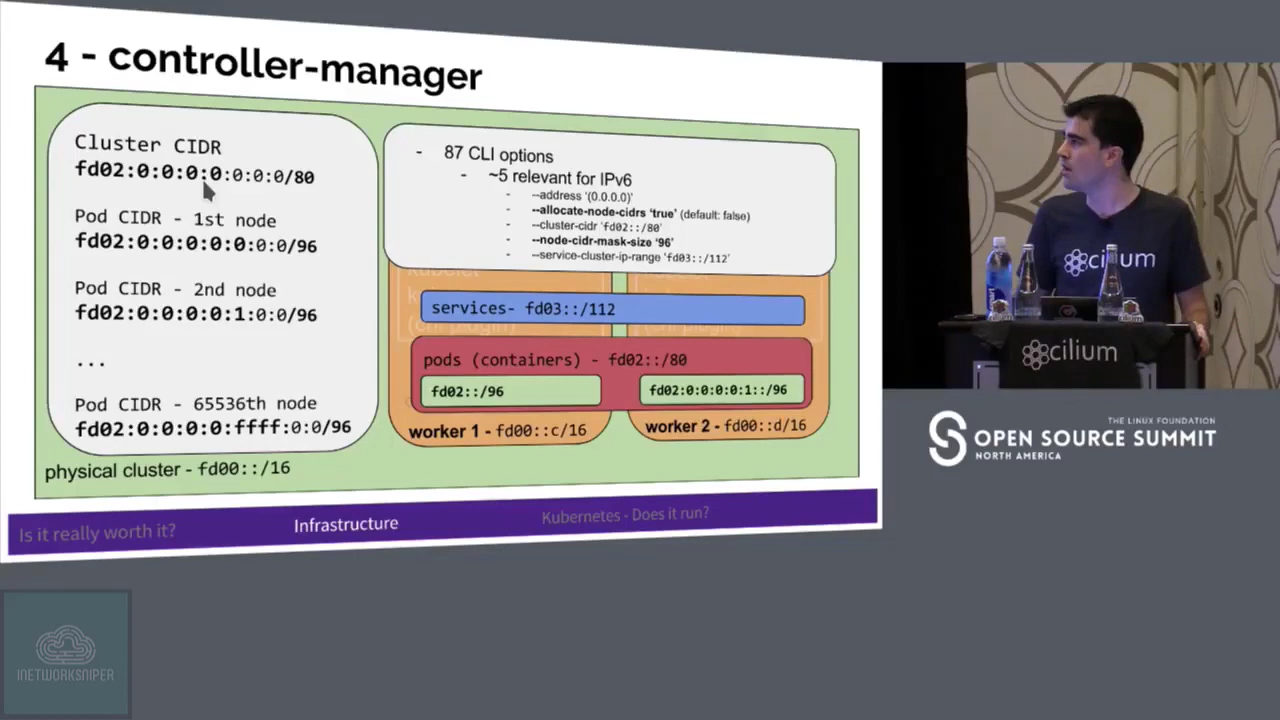 4 - controller-manager
Cluster CIDR
fd02:0:0:0:0:0:0:0/80
Pod CIDR - 1st node
fd02:0:0:0:0:0:0:0/96
Pod CIDR - 2nd node
fd02:0:0:0:0:1:0:0/96
...
Pod CIDR - 65536th node
fd02:0:0:0:0:ffff:0:0/96
physical cluster - fd00::/16
- 87 CLI options
- ~5 relevant for IPv6
- --address '(0.0.0.0)'
- --allocate-node-cidrs 'true' (default: false)
- --cluster-cidr 'fd02::/80'
- --node-cidr-mask-size '96'
- --service-cluster-ip-range 'fd03::/112'
kubelet
(cni plugin)
services- fd03::/112
pods (containers) - fd02::/80
fd02::/96
fd02:0:0:0:0:1::/96
worker 1 - fd00::c/16
worker 2 - fd00::d/16
Is it really worth it?
Infrastructure
Kubernetes - Does it run?
cilium
cilium
THE LINUX FOUNDATION
OPEN SOURCE SUMMIT
NORTH AMERICA
INETWORKSNIPER